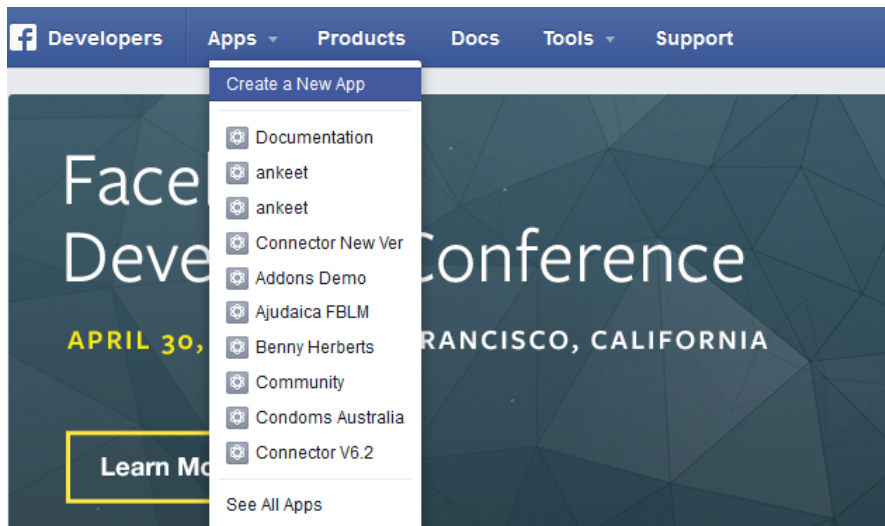 f Developers Apps Products Docs Tools Support
Create a New App
Documentation
ankeet
ankeet
Connector New Ver
Addons Demo
Ajudaica FBLM
Benny Herberts
Community
Condoms Australia
Connector V6.2
See All Apps
Face
Deve Conference
APRIL 30, RANCISCO, CALIFORNIA
Learn Mo